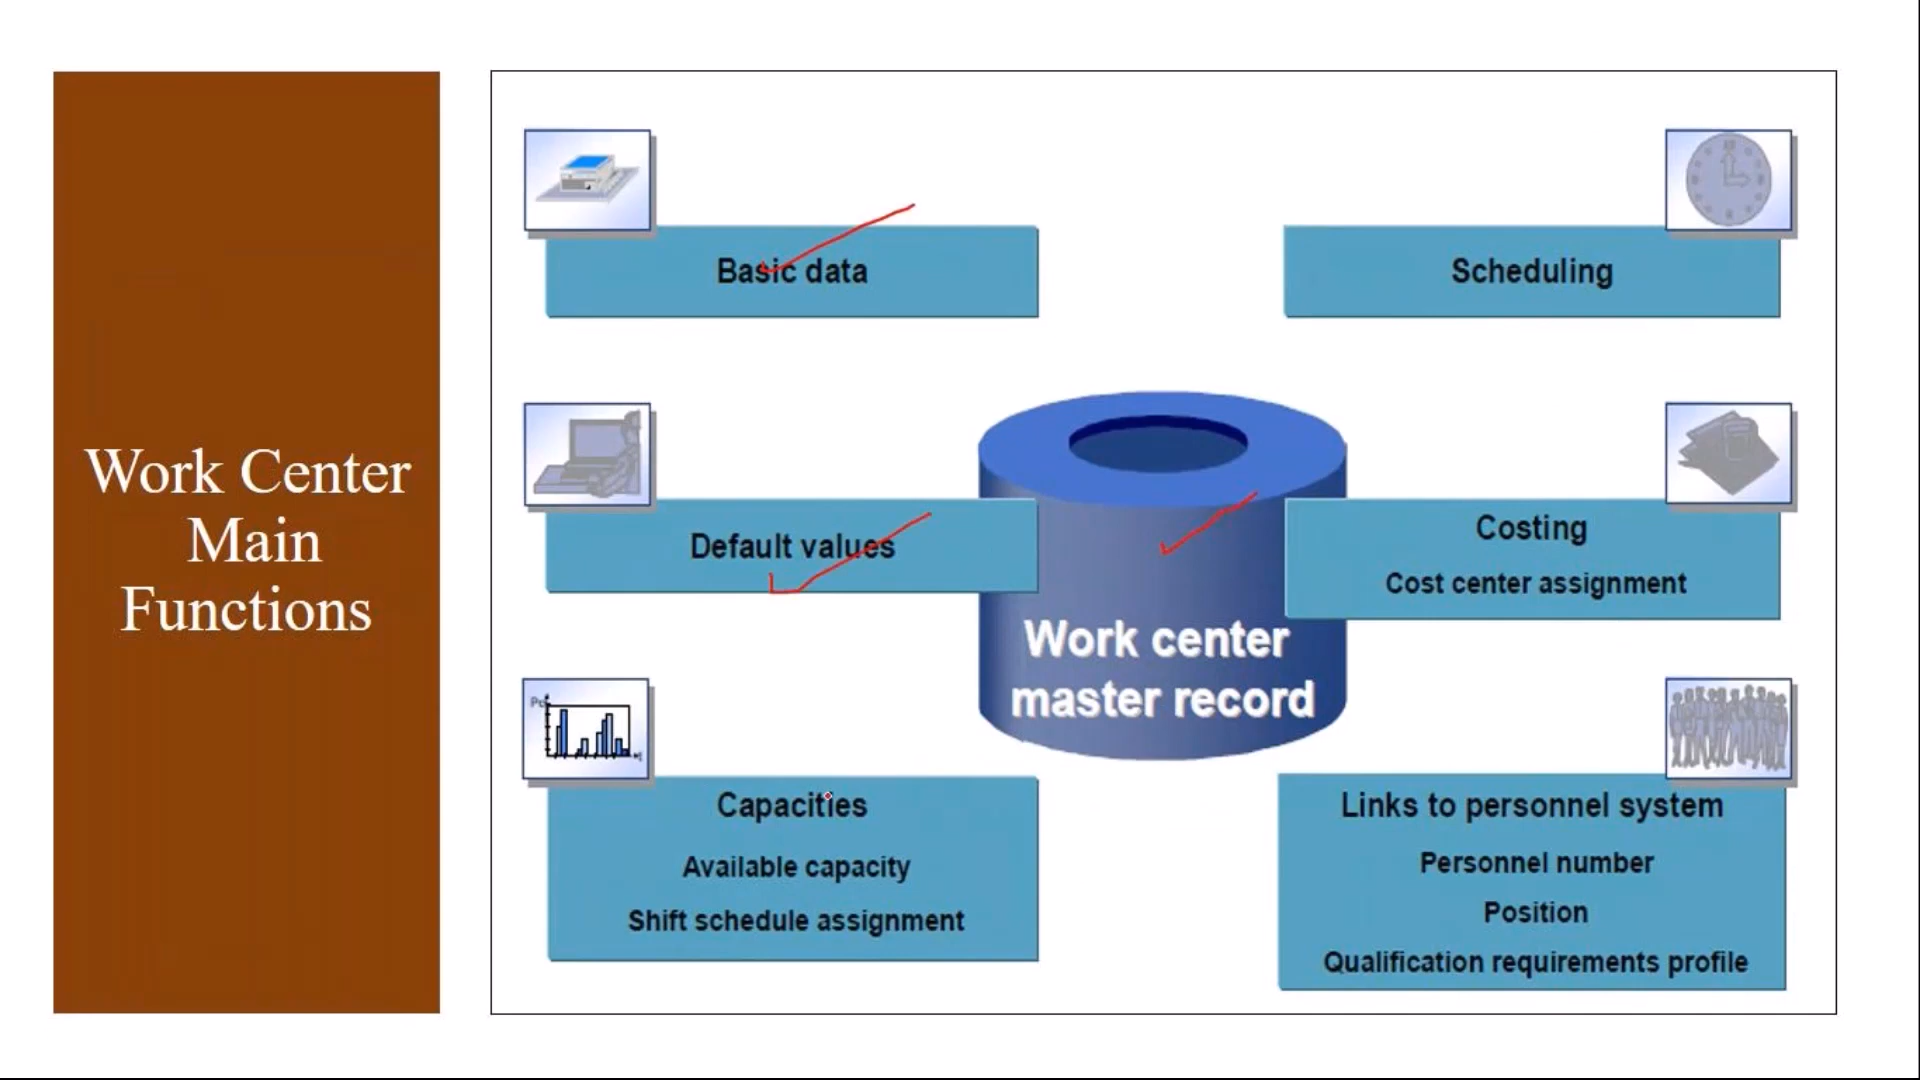 Work Center
Main
Functions
Basic data
Scheduling
Default values
Costing
Cost center assignment
Work center
master record
Capacities
Available capacity
Shift schedule assignment
Links to personnel system
Personnel number
Position
Qualification requirements profile